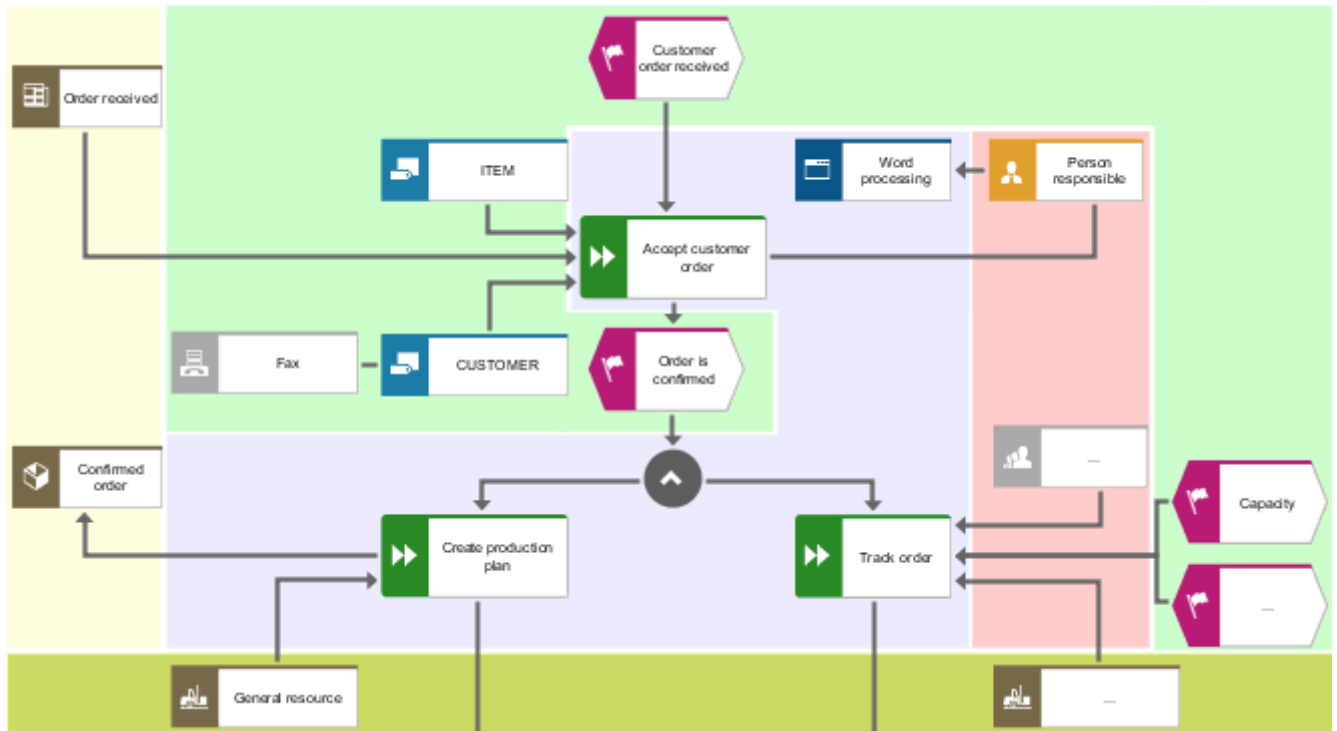 Customer
order received
Order received
ITEM
Word
processing
Person
responsible
Accept customer
order
Fax
CUSTOMER
Order is
confirmed
Confirmed
order
...
Capacity
Create production
plan
Track order
...
General resource
...